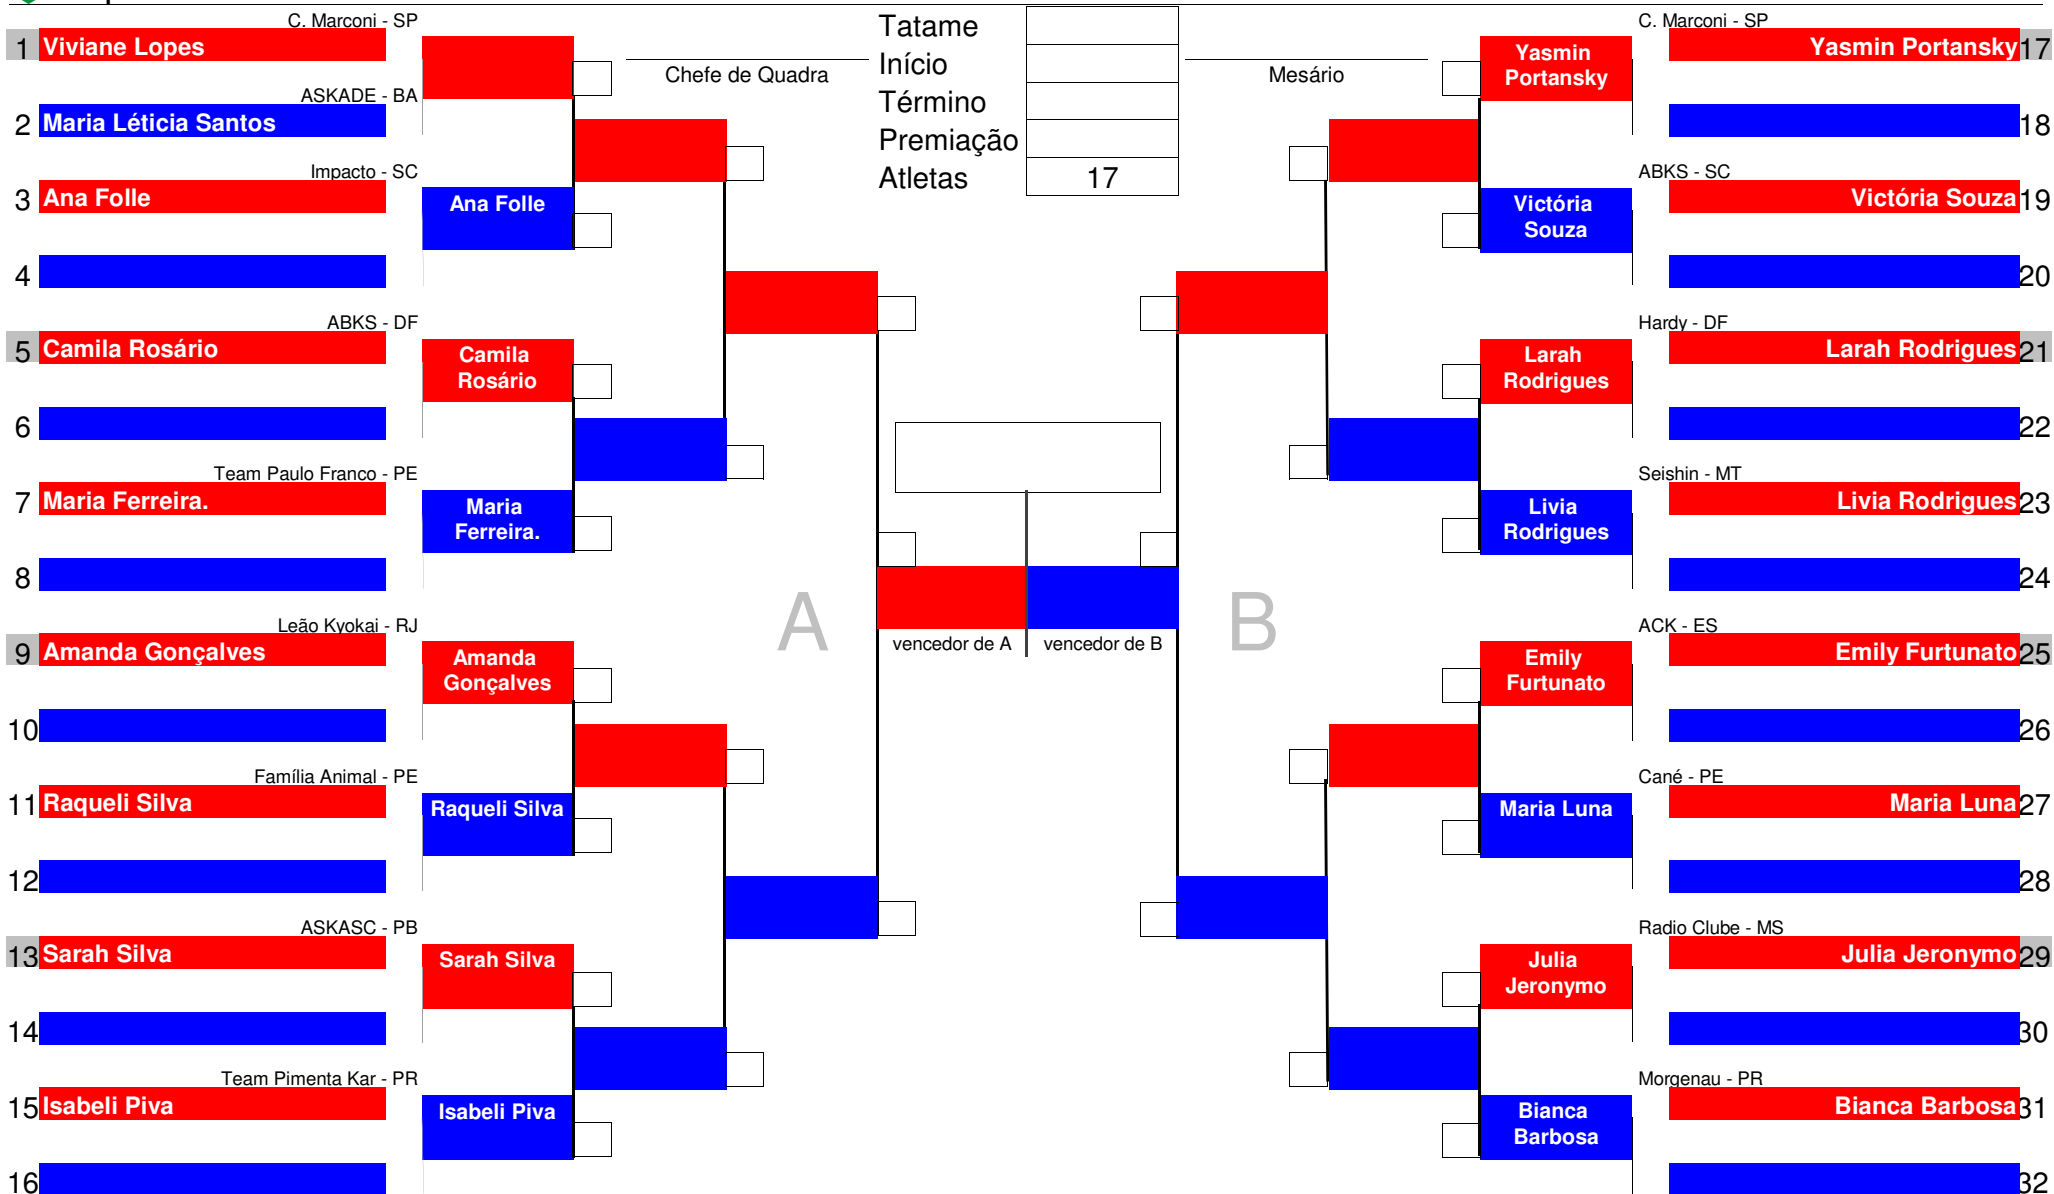 C. Marconi - SP
1 Viviane Lopes
ASKADE - BA
2 Maria Léticia Santos
Impacto - SC
3 Ana Folle
Ana Folle
4
ABKS - DF
5 Camila Rosário
Camila
Rosário
6
Team Paulo Franco - PE
7 Maria Ferreira.
Maria
Ferreira.
8
Leão Kyokai - RJ
9 Amanda Gonçalves
Amanda
Gonçalves
10
Família Animal - PE
11 Raqueli Silva
Raqueli Silva
12
ASKASC - PB
13 Sarah Silva
Sarah Silva
14
Team Pimenta Kar - PR
15 Isabeli Piva
Isabeli Piva
16
Chefe de Quadra
Tatame
Início
Término
Premiação
Atletas 17
Mesário
A
vencedor de A
vencedor de B
B
C. Marconi - SP
Yasmin Portansky 17
Yasmin
Portansky
18
ABKS - SC
Victória Souza 19
Victória
Souza
20
Hardy - DF
Larah Rodrigues 21
Larah
Rodrigues
22
Seishin - MT
Livia Rodrigues 23
Livia
Rodrigues
24
ACK - ES
Emily Furtunato 25
Emily
Furtunato
26
Cané - PE
Maria Luna 27
Maria Luna
28
Radio Clube - MS
Julia Jeronymo 29
Julia
Jeronymo
30
Morgenau - PR
Bianca Barbosa 31
Bianca
Barbosa
32